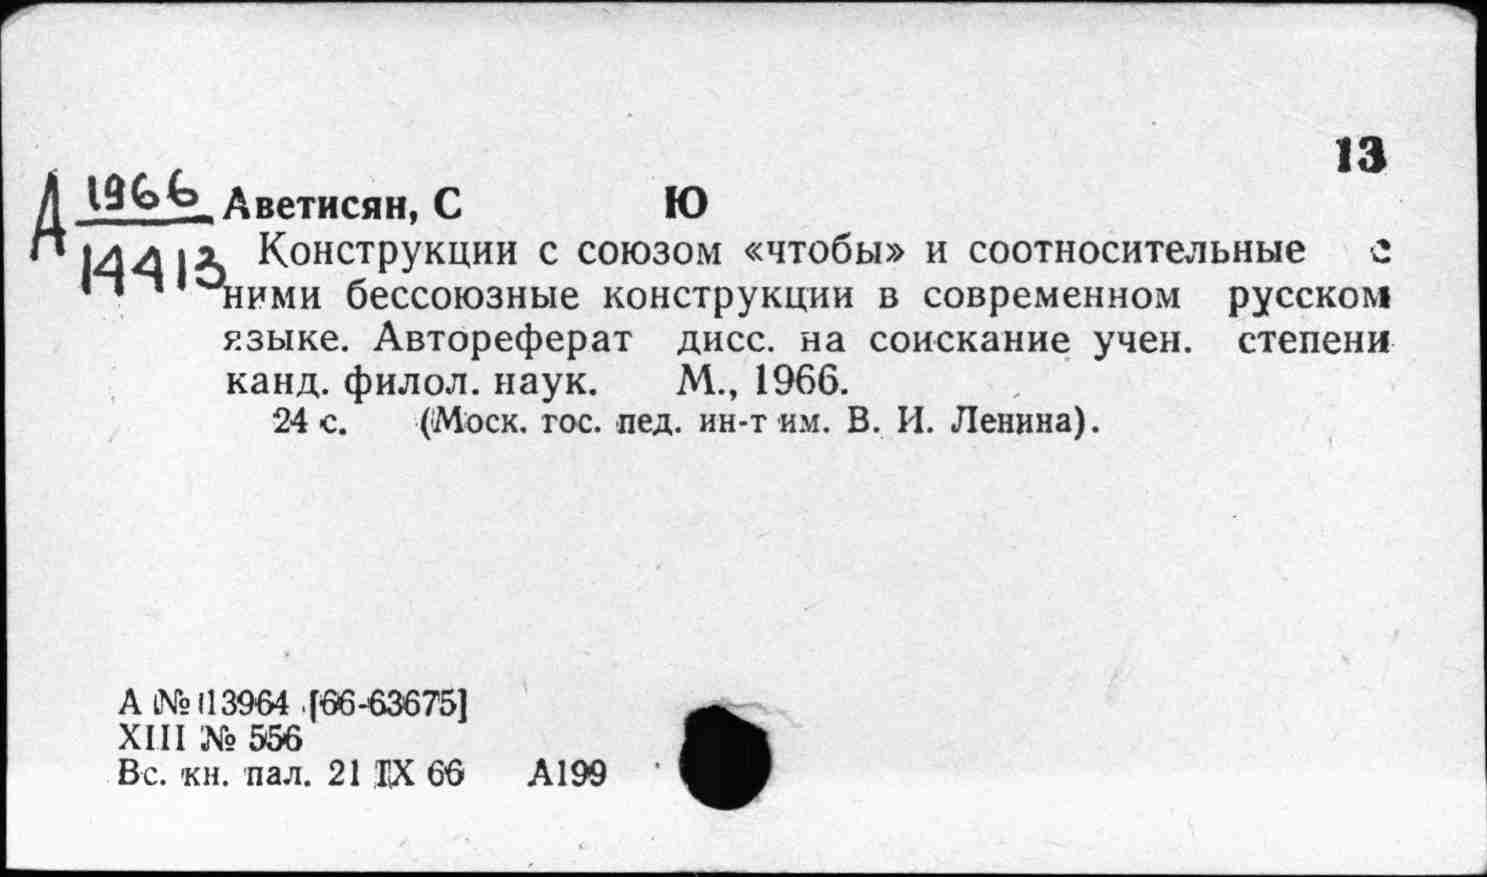 13
Д 1966 Аветисян, С Ю
14413 Конструкции с союзом «чтобы» и соотносительные с
ними бессоюзные конструкции в современном русском
языке. Автореферат дисс. на соискание учен. степени
канд. филол. наук. М., 1966.
24 с. (Моск. гос. пед. ин-т им. В. И. Ленина).
А № 13964 [66-63675]
XIII № 556
Вс. кн. пал. 21 IX 66 А199